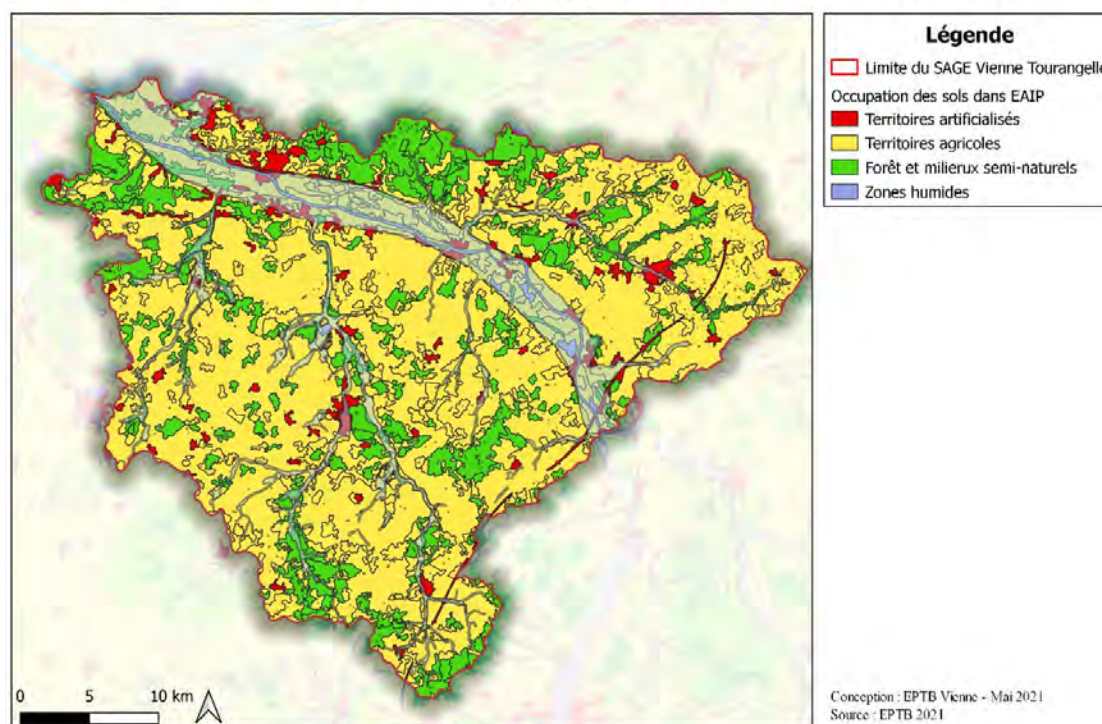 Légende
Limite du SAGE Vienne Tourangelle
Occupation des sols dans EAIP
Territoires artificialisés
Territoires agricoles
Forêt et milierux semi-naturels
Zones humides
0 5 10 km
Conception : EPTB Vienne - Mai 2021
Source : EPTB 2021